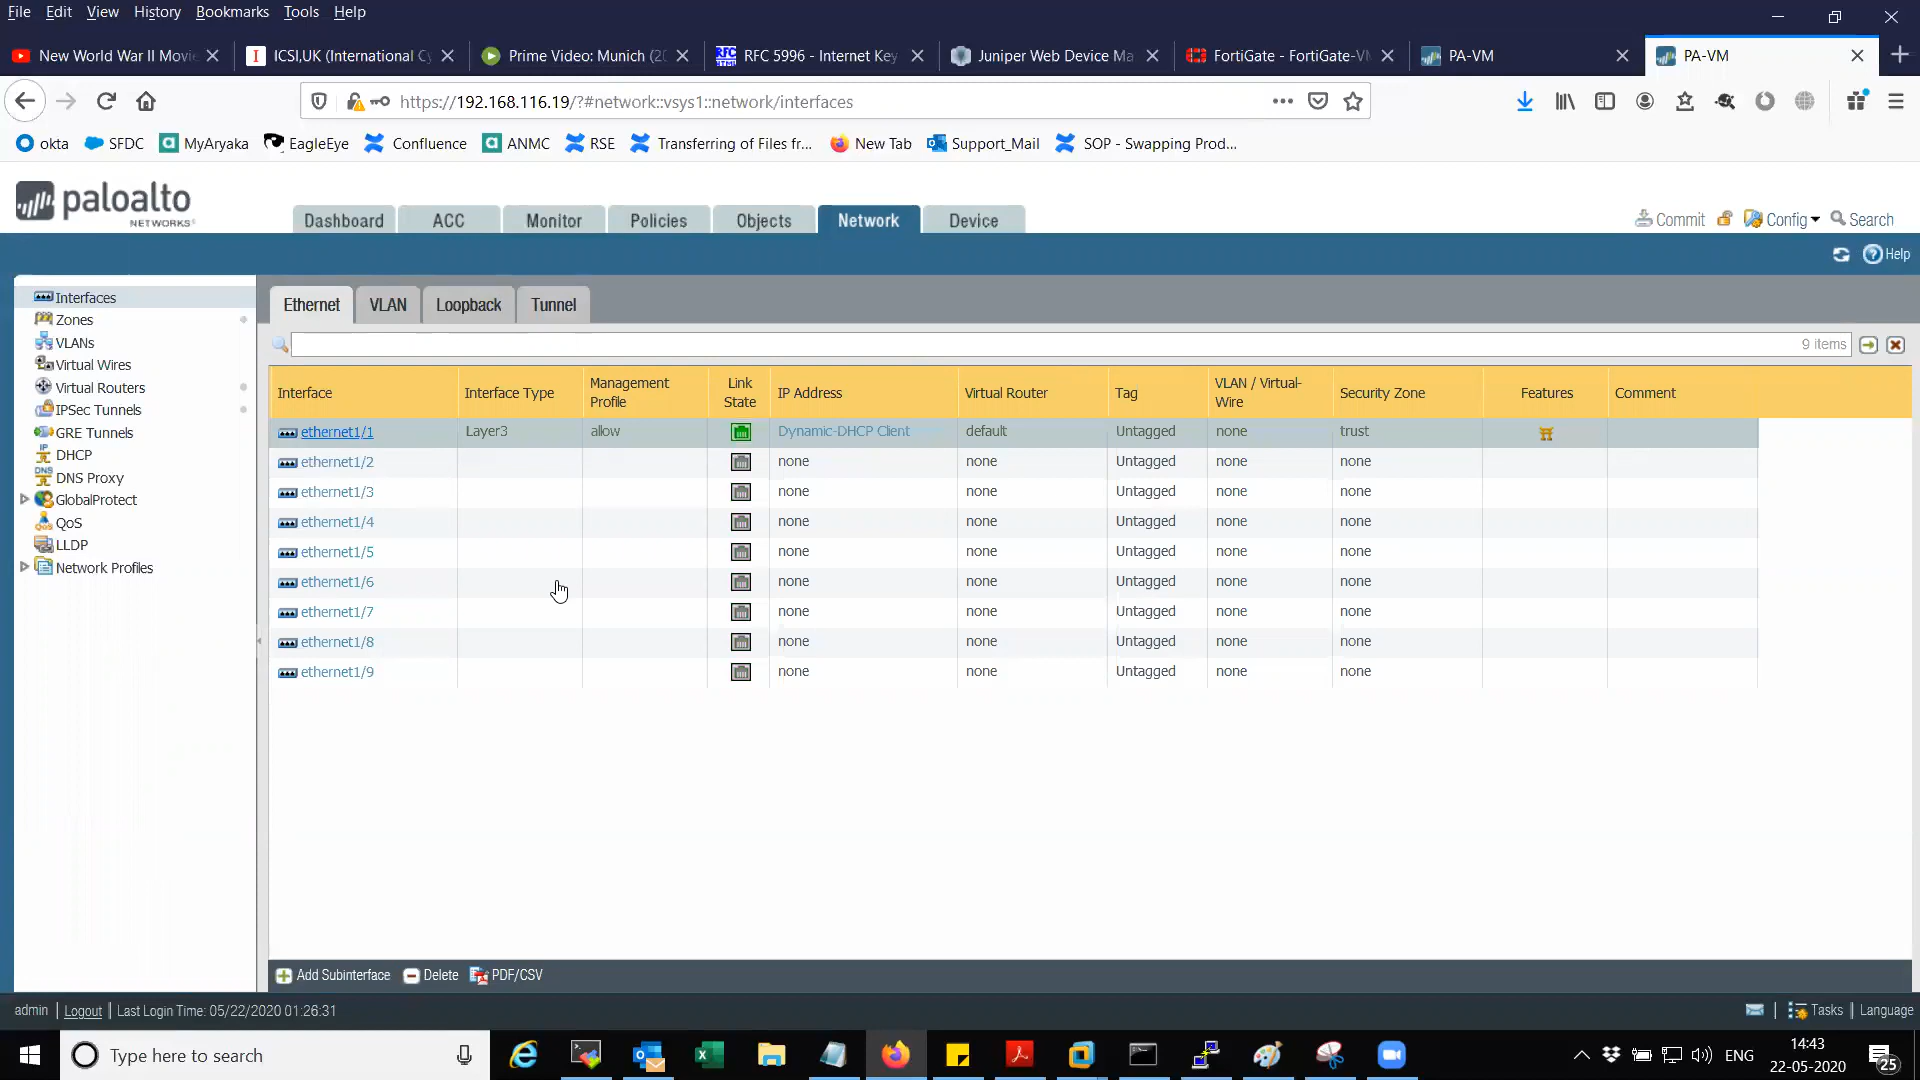 File Edit View History Bookmarks Tools Help
New World War II Movi
ICSI,UK (International Cy
Prime Video: Munich (20
RFC 5996 - Internet Key
Juniper Web Device Ma
FortiGate - FortiGate-VM
PA-VM
PA-VM
https://192.168.116.19/?#network::vsys1::network/interfaces
okta SFDC MyAryaka EagleEye Confluence ANMC RSE Transferring of Files fr... New Tab Support_Mail SOP - Swapping Prod...
paloalto
NETWORKS
Dashboard ACC Monitor Policies Objects Network Device
Commit Config Search
Help
Interfaces
Zones
VLANs
Virtual Wires
Virtual Routers
IPSec Tunnels
GRE Tunnels
DHCP
DNS Proxy
GlobalProtect
QoS
LLDP
Network Profiles
Ethernet VLAN Loopback Tunnel
9 items
Interface Interface Type Management Profile Link State IP Address Virtual Router Tag VLAN / Virtual-Wire Security Zone Features Comment
ethernet1/1 Layer3 allow Dynamic-DHCP Client default Untagged none trust
ethernet1/2 none none Untagged none none
ethernet1/3 none none Untagged none none
ethernet1/4 none none Untagged none none
ethernet1/5 none none Untagged none none
ethernet1/6 none none Untagged none none
ethernet1/7 none none Untagged none none
ethernet1/8 none none Untagged none none
ethernet1/9 none none Untagged none none
Add Subinterface Delete PDF/CSV
admin | Logout | Last Login Time: 05/22/2020 01:26:31
Tasks | Language
Type here to search
ENG
14:43
22-05-2020
25